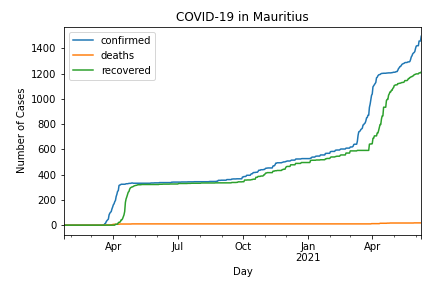 COVID-19 in Mauritius
confirmed
deaths
recovered
Number of Cases
1400
1200
1000
800
600
400
200
0
Apr
Jul
Oct
Jan
2021
Apr
Day